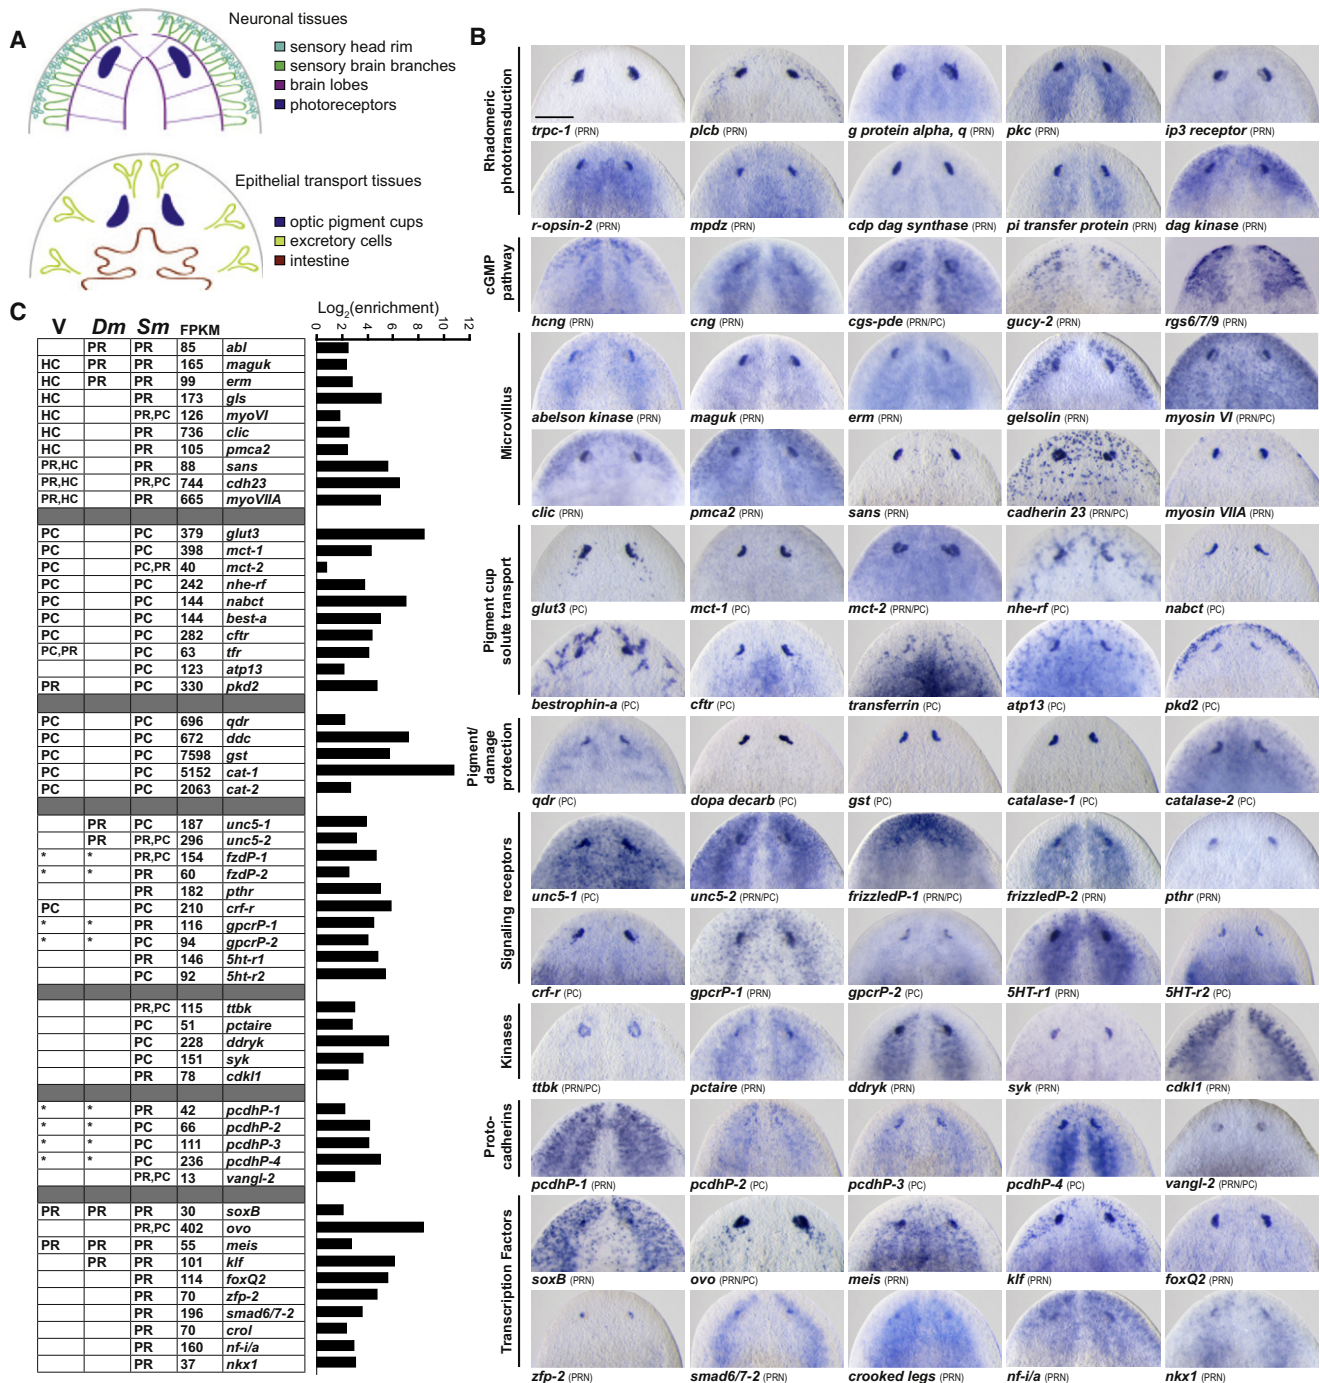 A
Neuronal tissues
sensory head rim
sensory brain branches
brain lobes
photoreceptors
Epithelial transport tissues
optic pigment cups
excretory cells
intestine
B
Rhadomeric phototransduction
trpc-1 (PRN) plcb (PRN) g protein alpha, q (PRN) pkc (PRN) ip3 receptor (PRN)
r-opsin-2 (PRN) mpdz (PRN) cdp dag synthase (PRN) pi transfer protein (PRN) dag kinase (PRN)
cGMP pathway
hcng (PRN) cng (PRN) cgs-pde (PRN/PC) gucy-2 (PRN) rgs6/7/9 (PRN)
Microvillus
abelson kinase (PRN) maguk (PRN) erm (PRN) gelsolin (PRN) myosin VI (PRN/PC)
clic (PRN) pmca2 (PRN) sans (PRN) cadherin 23 (PRN/PC) myosin VIIA (PRN)
Pigment cup solute transport
glut3 (PC) mct-1 (PC) mct-2 (PRN/PC) nhe-rf (PC) nabct (PC)
bestrophin-a (PC) cftr (PC) transferrin (PC) atp13 (PC) pkd2 (PC)
Pigment/ damage protection
qdr (PC) dopa decarb (PC) gst (PC) catalase-1 (PC) catalase-2 (PC)
Signaling receptors
unc5-1 (PC) unc5-2 (PRN/PC) frizzledP-1 (PRN/PC) frizzledP-2 (PRN) pthr (PRN)
crf-r (PC) gpcrP-1 (PRN) gpcrP-2 (PC) 5HT-r1 (PRN) 5HT-r2 (PC)
Kinases
ttbk (PRN/PC) pctaire (PRN) ddryk (PRN) syk (PRN) cdkl1 (PRN)
Proto- cadherins
pcdhP-1 (PRN) pcdhP-2 (PC) pcdhP-3 (PC) pcdhP-4 (PC) vangl-2 (PRN/PC)
Transcription Factors
soxB (PRN) ovo (PRN/PC) meis (PRN) klf (PRN) foxQ2 (PRN)
zfp-2 (PRN) smad6/7-2 (PRN) crooked legs (PRN) nf-i/a (PRN) nkx1 (PRN)
C
Log2(enrichment)
0 2 4 6 8 10 12
V Dm Sm FPKM
PR PR 85 abl
HC PR PR 165 maguk
HC PR PR 99 erm
HC PR 173 gls
HC PR,PC 126 myoVI
HC PR 736 clic
HC PR 105 pmca2
PR,HC PR 88 sans
PR,HC PR,PC 744 cdh23
PR,HC PR 665 myoVIIA
PC PC 379 glut3
PC PC 398 mct-1
PC PC,PR 40 mct-2
PC PC 242 nhe-rf
PC PC 144 nabct
PC PC 144 best-a
PC PC 282 cftr
PC,PR PC 63 tfr
PC 123 atp13
PR PC 330 pkd2
PC PC 696 qdr
PC PC 672 ddc
PC PC 7598 gst
PC PC 5152 cat-1
PC PC 2063 cat-2
PR PC 187 unc5-1
PR PR,PC 296 unc5-2
* * PR,PC 154 fzdP-1
* * PR 60 fzdP-2
PR 182 pthr
PC PC 210 crf-r
* * PR 116 gpcrP-1
* * PC 94 gpcrP-2
PR 146 5ht-r1
PC 92 5ht-r2
PR,PC 115 ttbk
PC 51 pctaire
PC 228 ddryk
PC 151 syk
PR 78 cdkl1
* * PR 42 pcdhP-1
* * PC 66 pcdhP-2
* * PC 111 pcdhP-3
* * PC 236 pcdhP-4
PR,PC 13 vangl-2
PR PR PR 30 soxB
PR,PC 402 ovo
PR PR PR 55 meis
PR PR 101 klf
PR 114 foxQ2
PR 70 zfp-2
PR 196 smad6/7-2
PR 70 crol
PR 160 nf-i/a
PR 37 nkx1